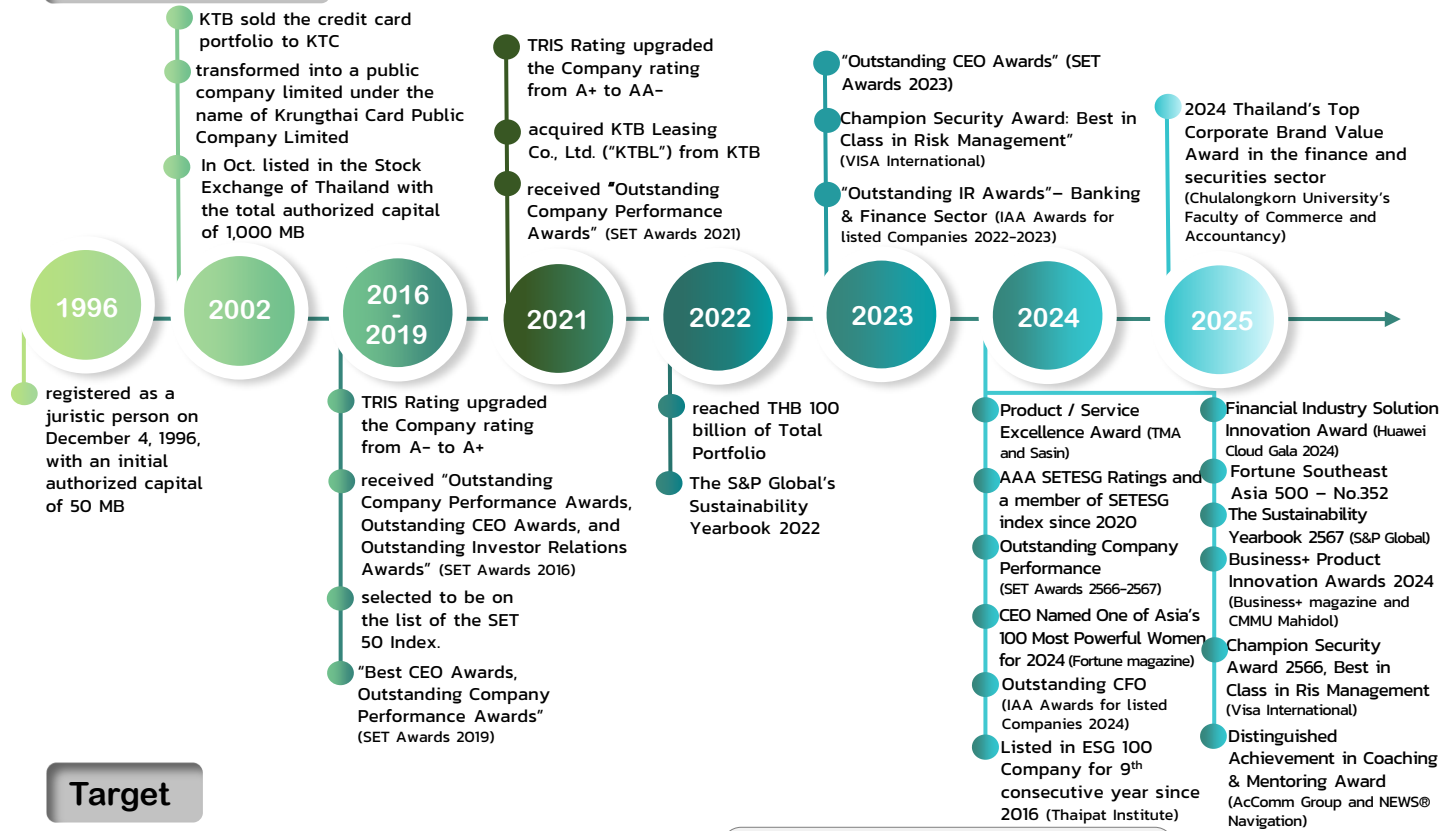 KTB sold the credit card
portfolio to KTC
transformed into a public
company limited under the
name of Krungthai Card Public
Company Limited
In Oct. listed in the Stock
Exchange of Thailand with
the total authorized capital
of 1,000 MB
TRIS Rating upgraded
the Company rating
from A+ to AA-
acquired KTB Leasing
Co., Ltd. ("KTBL") from KTB
received "Outstanding
Company Performance
Awards" (SET Awards 2021)
"Outstanding CEO Awards" (SET
Awards 2023)
Champion Security Award: Best in
Class in Risk Management"
(VISA International)
"Outstanding IR Awards"– Banking
& Finance Sector (IAA Awards for
listed Companies 2022-2023)
2024 Thailand's Top
Corporate Brand Value
Award in the finance and
securities sector
(Chulalongkorn University's
Faculty of Commerce and
Accountancy)
1996
2002
2016
-
2019
2021
2022
2023
2024
2025
registered as a
juristic person on
December 4, 1996,
with an initial
authorized capital
of 50 MB
TRIS Rating upgraded
the Company rating
from A- to A+
received "Outstanding
Company Performance Awards,
Outstanding CEO Awards, and
Outstanding Investor Relations
Awards" (SET Awards 2016)
selected to be on
the list of the SET
50 Index.
"Best CEO Awards,
Outstanding Company
Performance Awards"
(SET Awards 2019)
reached THB 100
billion of Total
Portfolio
The S&P Global's
Sustainability
Yearbook 2022
Product / Service
Excellence Award (TMA
and Sasin)
AAA SETESG Ratings and
a member of SETESG
index since 2020
Outstanding Company
Performance
(SET Awards 2566-2567)
CEO Named One of Asia's
100 Most Powerful Women
for 2024 (Fortune magazine)
Outstanding CFO
(IAA Awards for listed
Companies 2024)
Listed in ESG 100
Company for 9th
consecutive year since
2016 (Thaipat Institute)
Financial Industry Solution
Innovation Award (Huawei
Cloud Gala 2024)
Fortune Southeast
Asia 500 – No.352
The Sustainability
Yearbook 2567 (S&P Global)
Business+ Product
Innovation Awards 2024
(Business+ magazine and
CMMU Mahidol)
Champion Security
Award 2566, Best in
Class in Ris Management
(Visa International)
Distinguished
Achievement in Coaching
& Mentoring Award
(AcComm Group and NEWS®
Navigation)
Target